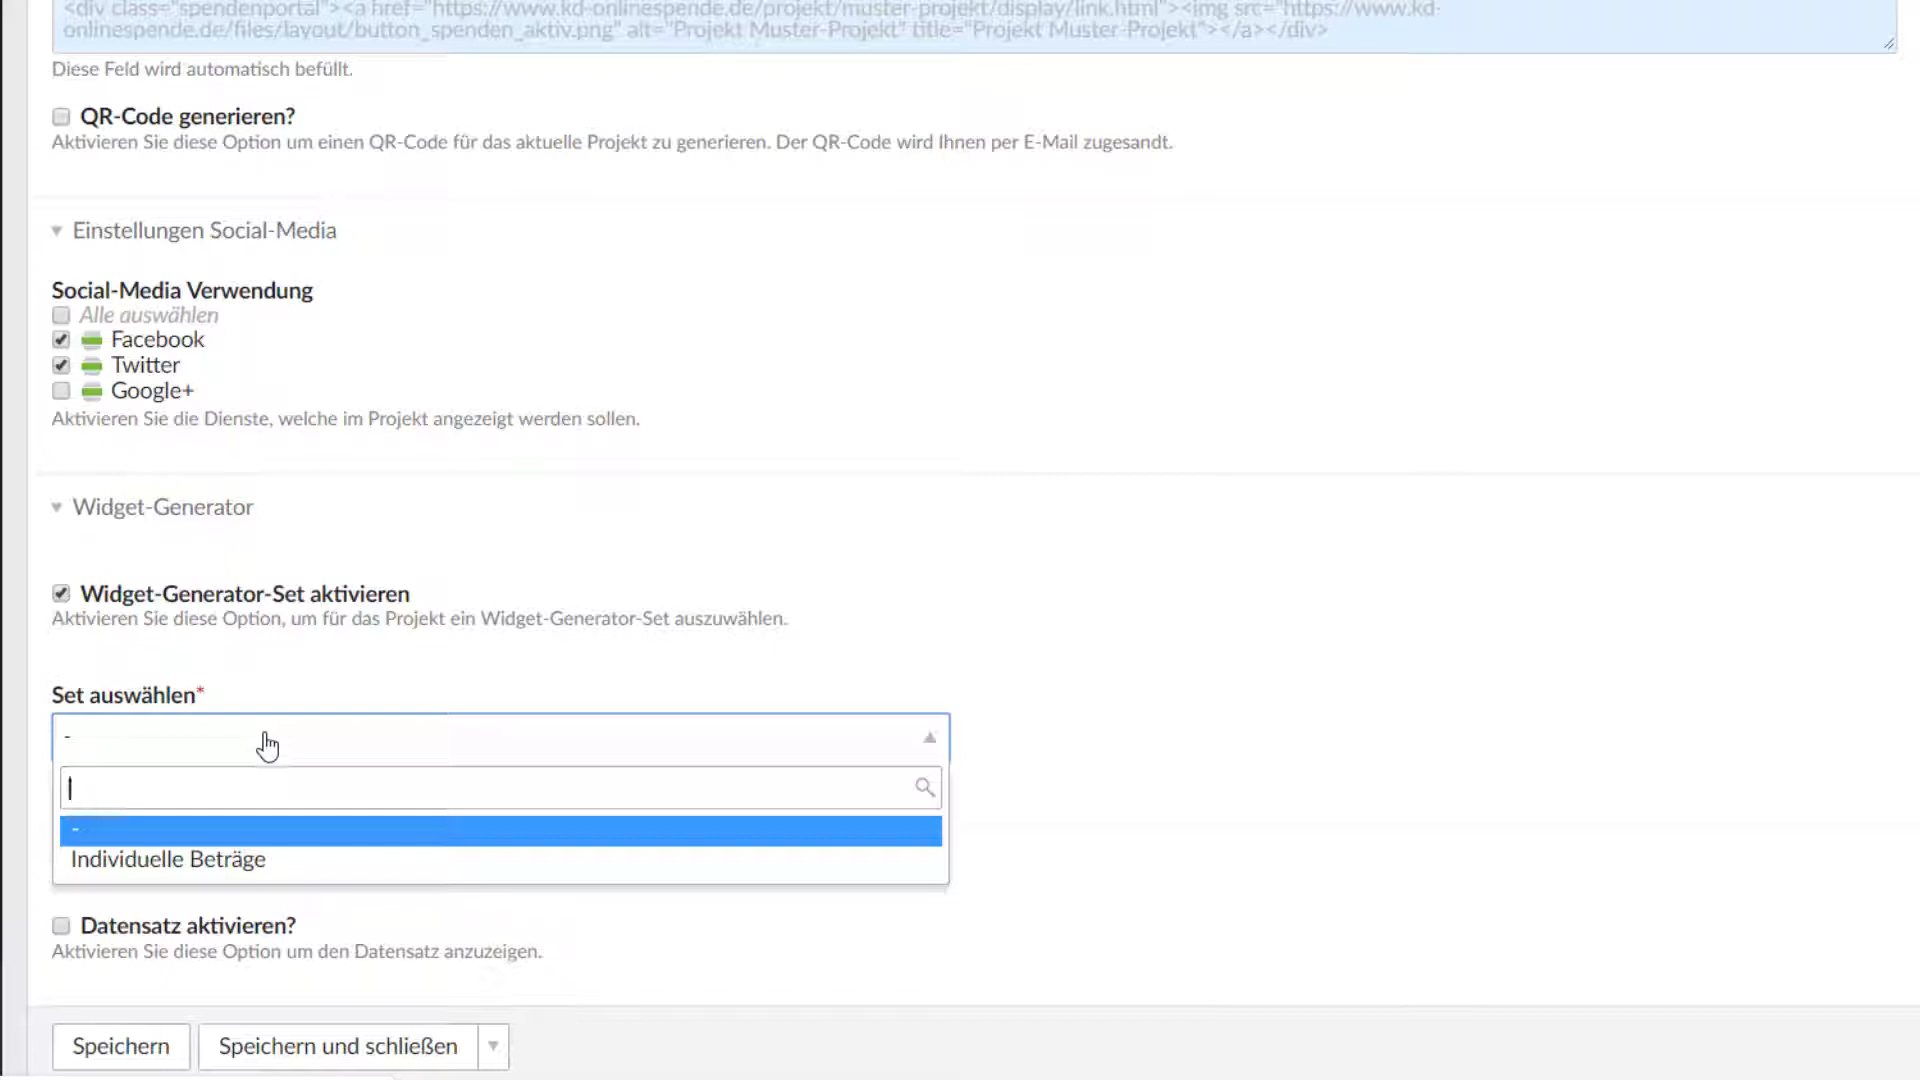 <div class="spendenportal"><a href="https://www.kd-onlinespende.de/projekt/muster-projekt/display/link.html"><img src="https://www.kd-
onlinespende.de/files/layout/button_spenden_aktiv.png" alt="Projekt Muster-Projekt" title="Projekt Muster-Projekt"></a></div>
Diese Feld wird automatisch befüllt.
QR-Code generieren?
Aktivieren Sie diese Option um einen QR-Code für das aktuelle Projekt zu generieren. Der QR-Code wird Ihnen per E-Mail zugesandt.
Einstellungen Social-Media
Social-Media Verwendung
Alle auswählen
Facebook
Twitter
Google+
Aktivieren Sie die Dienste, welche im Projekt angezeigt werden sollen.
Widget-Generator
Widget-Generator-Set aktivieren
Aktivieren Sie diese Option, um für das Projekt ein Widget-Generator-Set auszuwählen.
Set auswählen*
-
-
Individuelle Beträge
Datensatz aktivieren?
Aktivieren Sie diese Option um den Datensatz anzuzeigen.
Speichern
Speichern und schließen